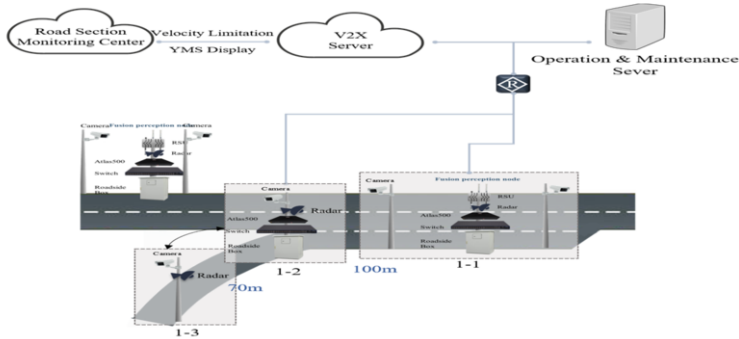 Road Section
Monitoring Center
Velocity Limitation
YMS Display
V2X
Server
Operation & Maintenance
Sever
R
Camera Fusion perception node Camera
RSU
Radar
Atlas500
Switch
Roadside
Box
Camera
Radar
Atlas500
Switch
Roadside
Box
1-2
Fusion perception node
Camera
RSU
Radar
Atlas500
Switch
Roadside
Box
1-1
100m
70m
Camera
Radar
1-3